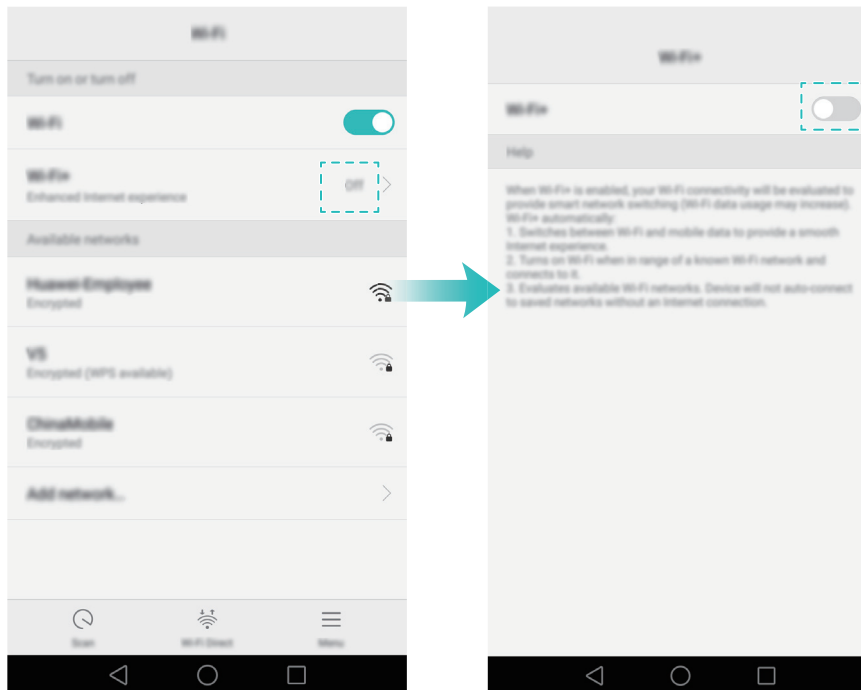 Wi-Fi
Turn on or turn off
Wi-Fi
Wi-Fi+
Enhanced Internet experience
Off
Available networks
Huawei-Employee
Encrypted
VS
Encrypted (WPS available)
ChinaMobile
Encrypted
Add network...
Scan
Wi-Fi Direct
Menu
Wi-Fi+
Wi-Fi+
Help
When Wi-Fi+ is enabled, your Wi-Fi connectivity will be evaluated to
provide smart network switching (Wi-Fi data usage may increase).
Wi-Fi+ automatically:
1. Switches between Wi-Fi and mobile data to provide a smooth
Internet experience.
2. Turns on Wi-Fi when in range of a known Wi-Fi network and
connects to it.
3. Evaluates available Wi-Fi networks. Device will not auto-connect
to saved networks without an Internet connection.